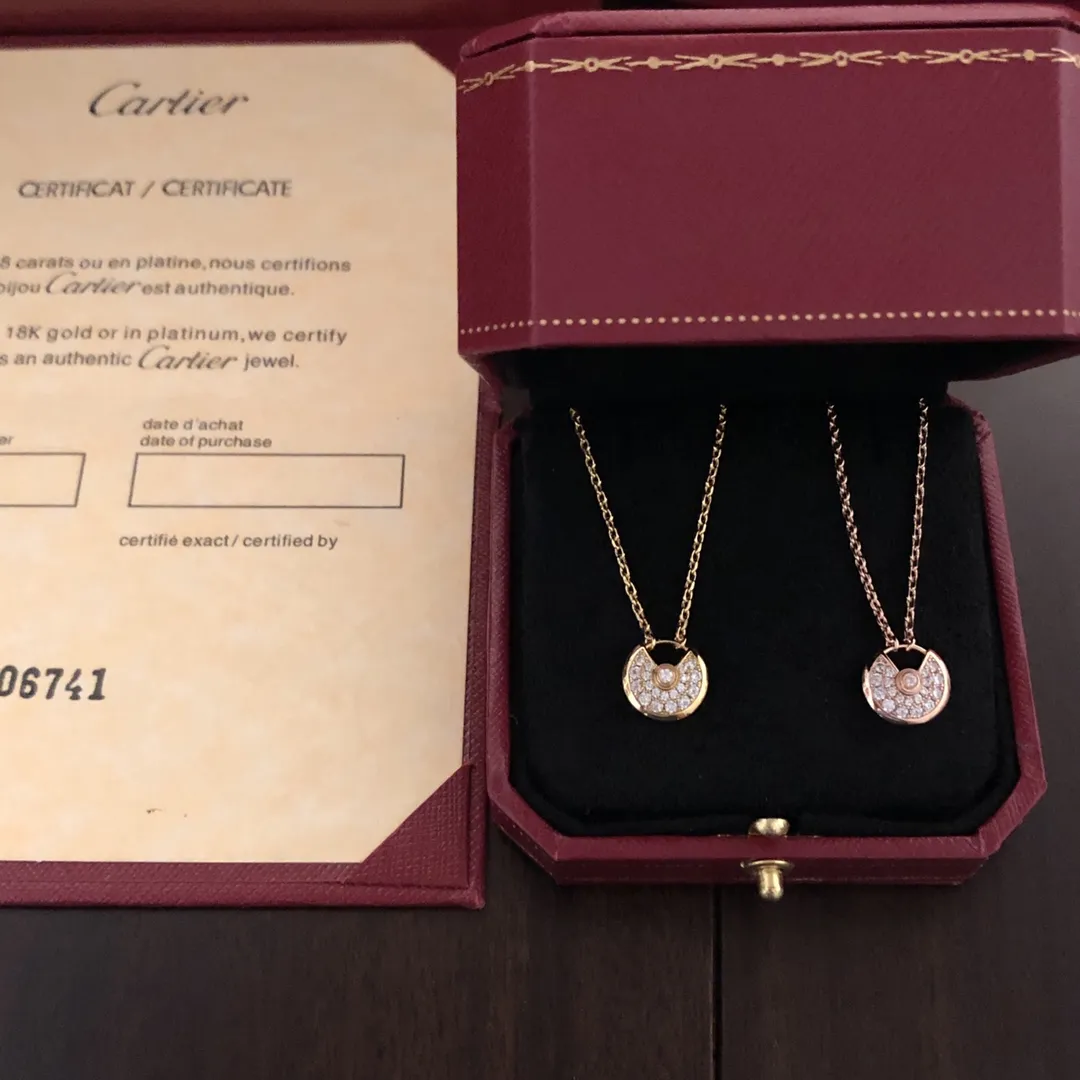 Cartier
CERTIFICAT / CERTIFICATE
8 carats ou en platine, nous certifions
bijou Cartier est authentique.
18K gold or in platinum, we certify
s an authentic Cartier jewel.
date d'achat
er date of purchase
certifié exact / certified by
06741